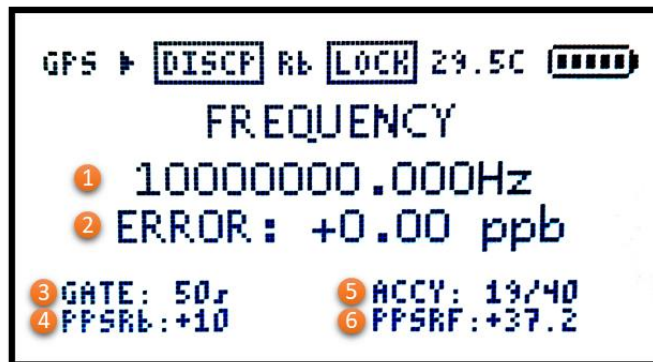 GPS DISCP Rb LOCK 29.5C
FREQUENCY
1 10000000.000Hz
2 ERROR: +0.00 ppb
3 GATE: 50s 5 ACCY: 19/40
4 PPSRb:+10 6 PPSRF:+37.2